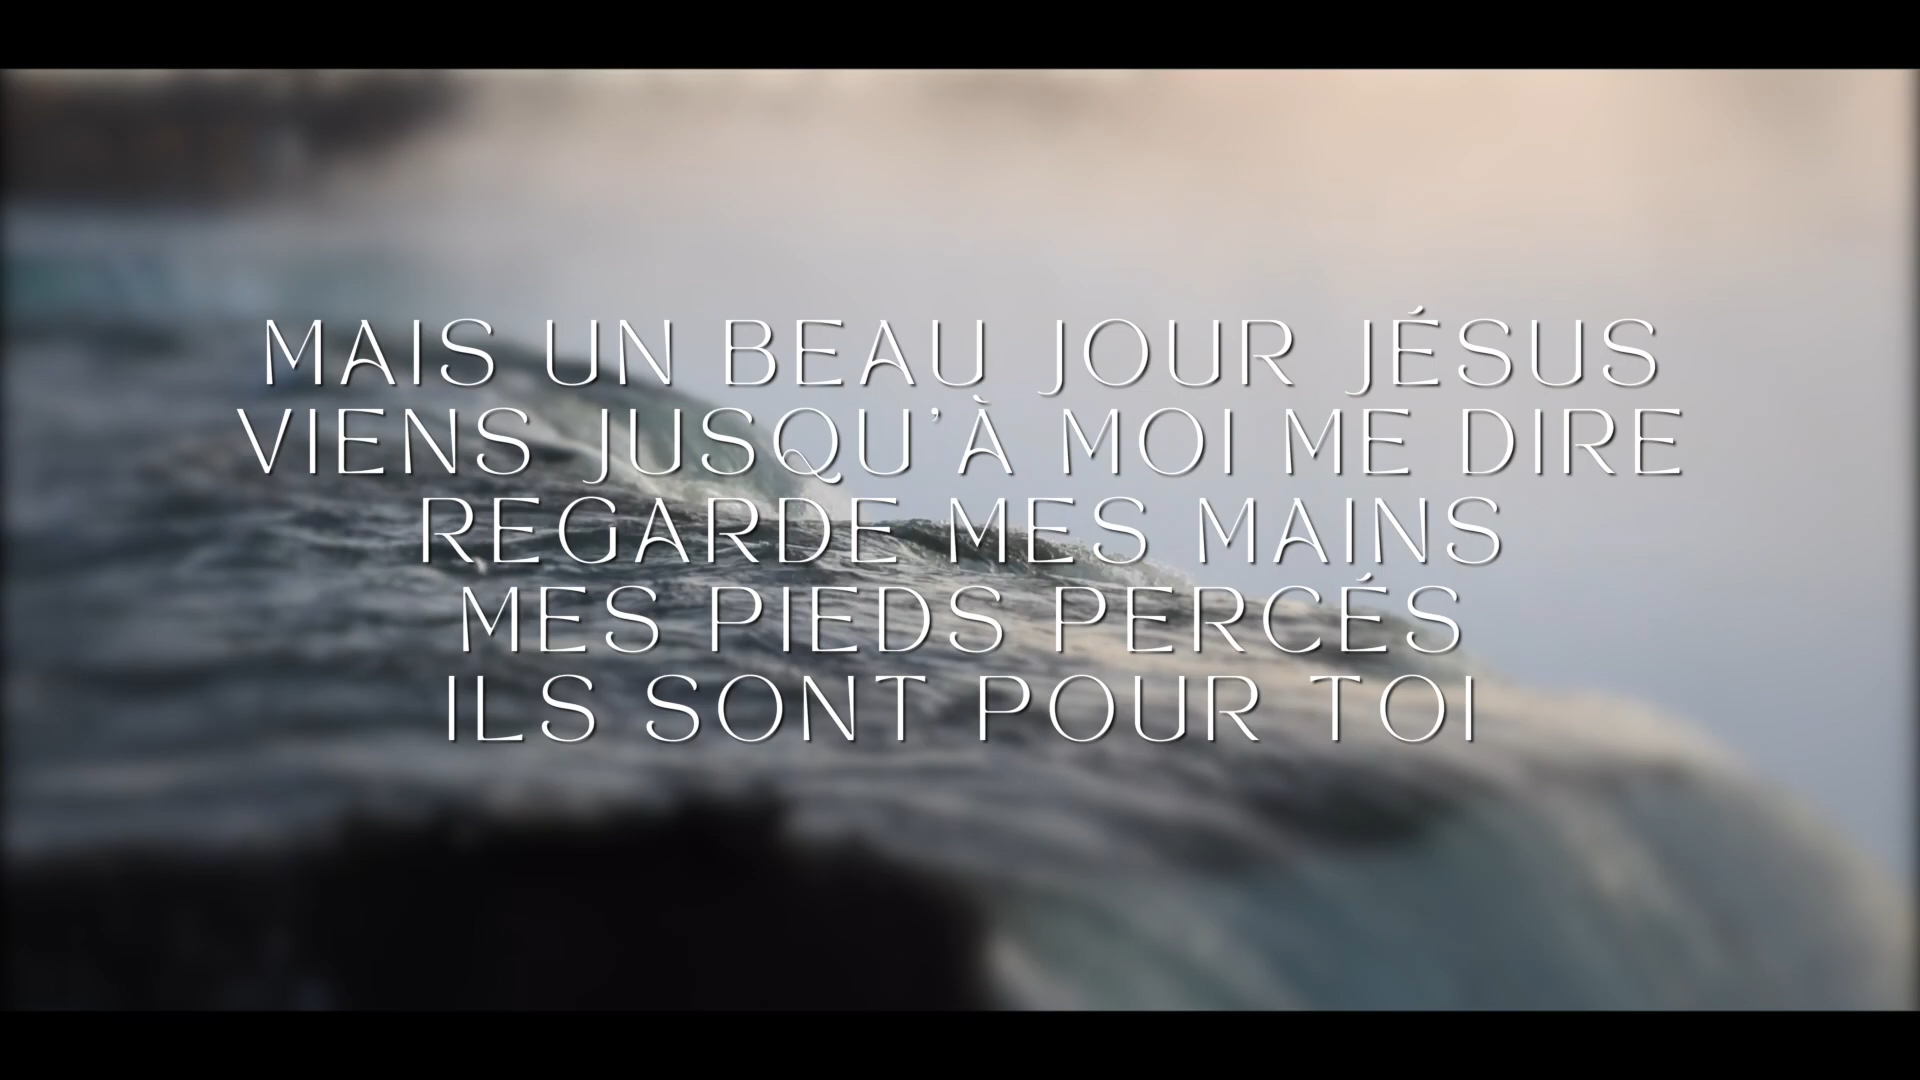 MAIS UN BEAU JOUR JÉSUS
VIENS JUSQU'À MOI ME DIRE
REGARDE MES MAINS
MES PIEDS PERCÉS
ILS SONT POUR TOI